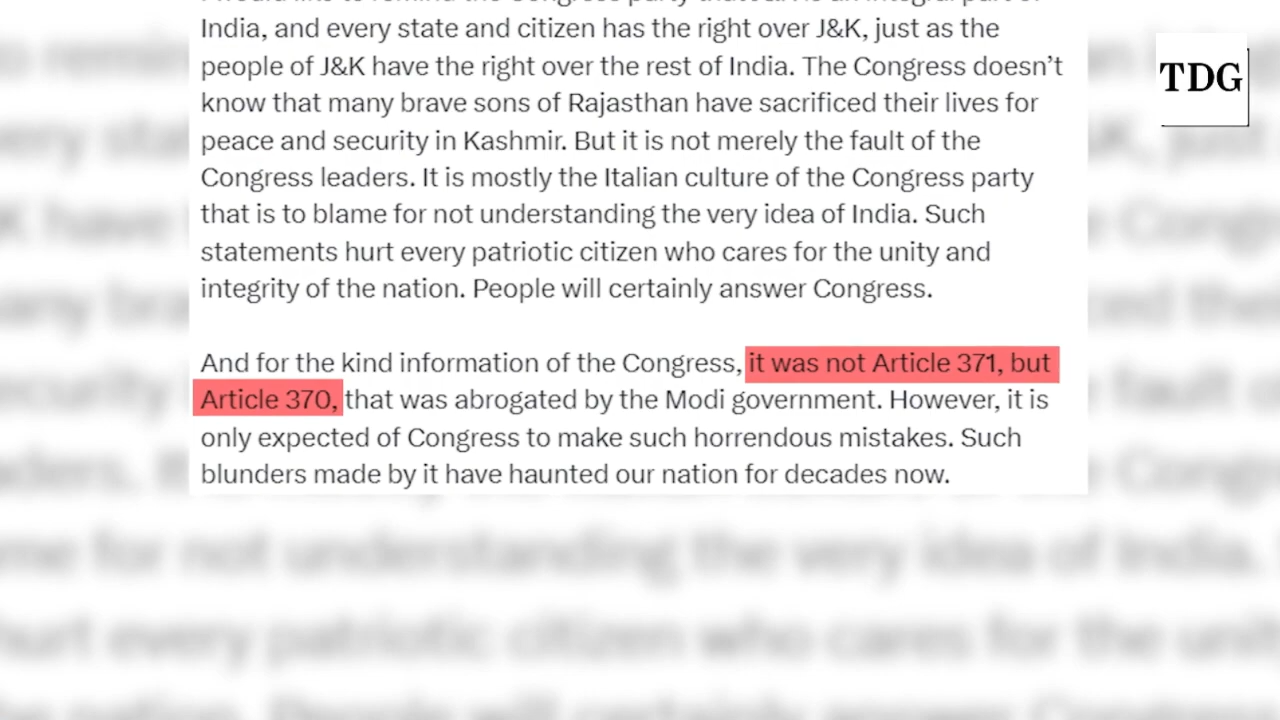 India, and every state and citizen has the right over J&K, just as the
people of J&K have the right over the rest of India. The Congress doesn't
know that many brave sons of Rajasthan have sacrificed their lives for
peace and security in Kashmir. But it is not merely the fault of the
Congress leaders. It is mostly the Italian culture of the Congress party
that is to blame for not understanding the very idea of India. Such
statements hurt every patriotic citizen who cares for the unity and
integrity of the nation. People will certainly answer Congress.
And for the kind information of the Congress, it was not Article 371, but
Article 370, that was abrogated by the Modi government. However, it is
only expected of Congress to make such horrendous mistakes. Such
blunders made by it have haunted our nation for decades now.
TDG